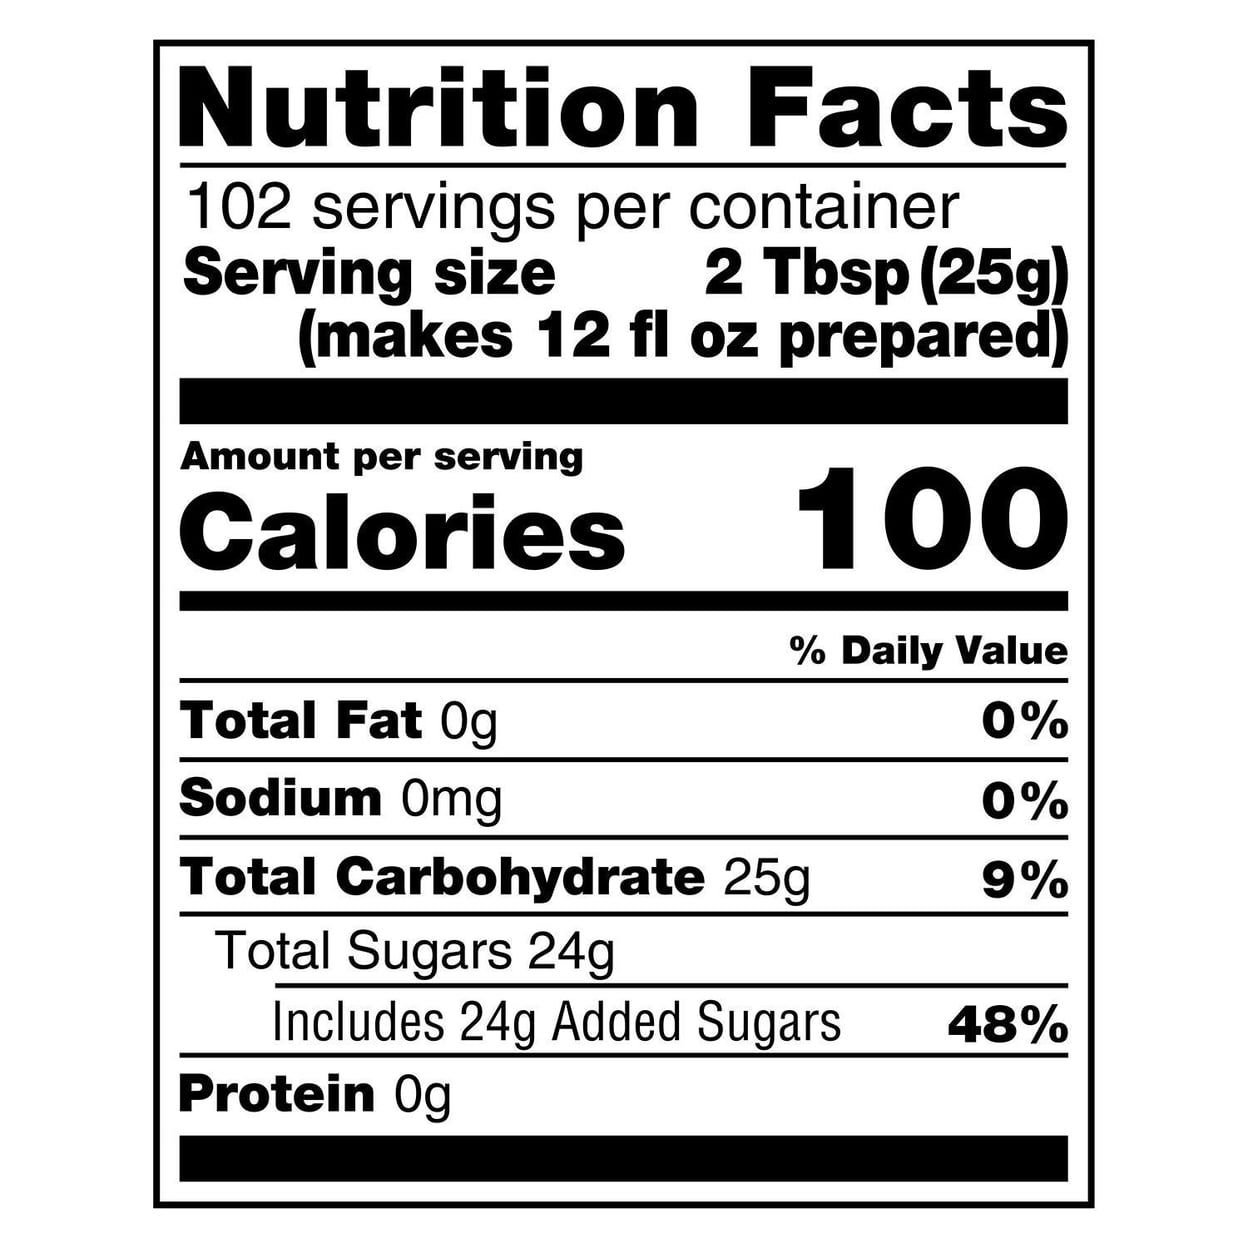 Nutrition Facts
102 servings per container
Serving size 2 Tbsp (25g)
(makes 12 fl oz prepared)
Amount per serving
Calories 100
% Daily Value
Total Fat 0g 0%
Sodium 0mg 0%
Total Carbohydrate 25g 9%
Total Sugars 24g
Includes 24g Added Sugars 48%
Protein 0g